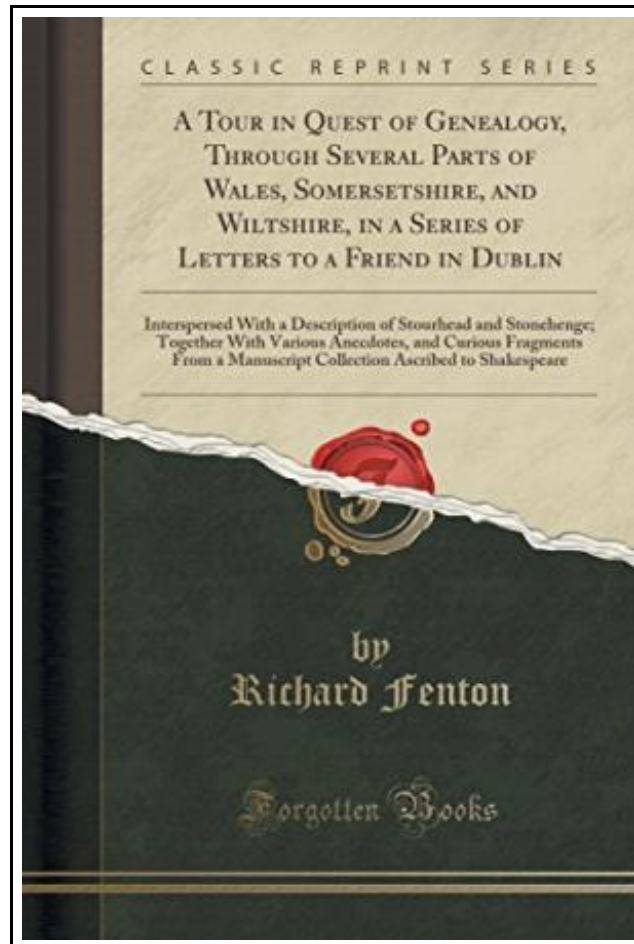 CLASSIC REPRINT SERIES
A TOUR IN QUEST OF GENEALOGY,
THROUGH SEVERAL PARTS OF
WALES, SOMERSETSHIRE, AND
WILTSHIRE, IN A SERIES OF
LETTERS TO A FRIEND IN DUBLIN
Interspersed With a Description of Stourhead and Stonehenge;
Together With Various Anecdotes, and Curious Fragments
From a Manuscript Collection Ascribed to Shakespeare
by
Richard Fenton
Forgotten Books